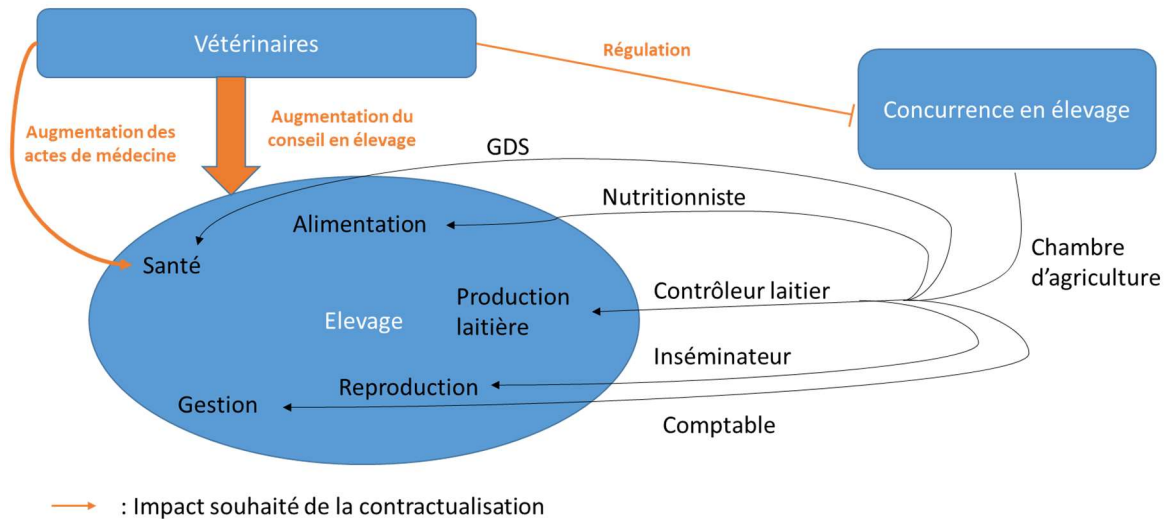 Vétérinaires
Régulation
Concurrence en élevage
Augmentation des
actes de médecine
Augmentation du
conseil en élevage
GDS
Nutritionniste
Alimentation
Santé
Chambre
d'agriculture
Contrôleur laitier
Production
laitière
Elevage
Inséminateur
Reproduction
Gestion
Comptable
: Impact souhaité de la contractualisation